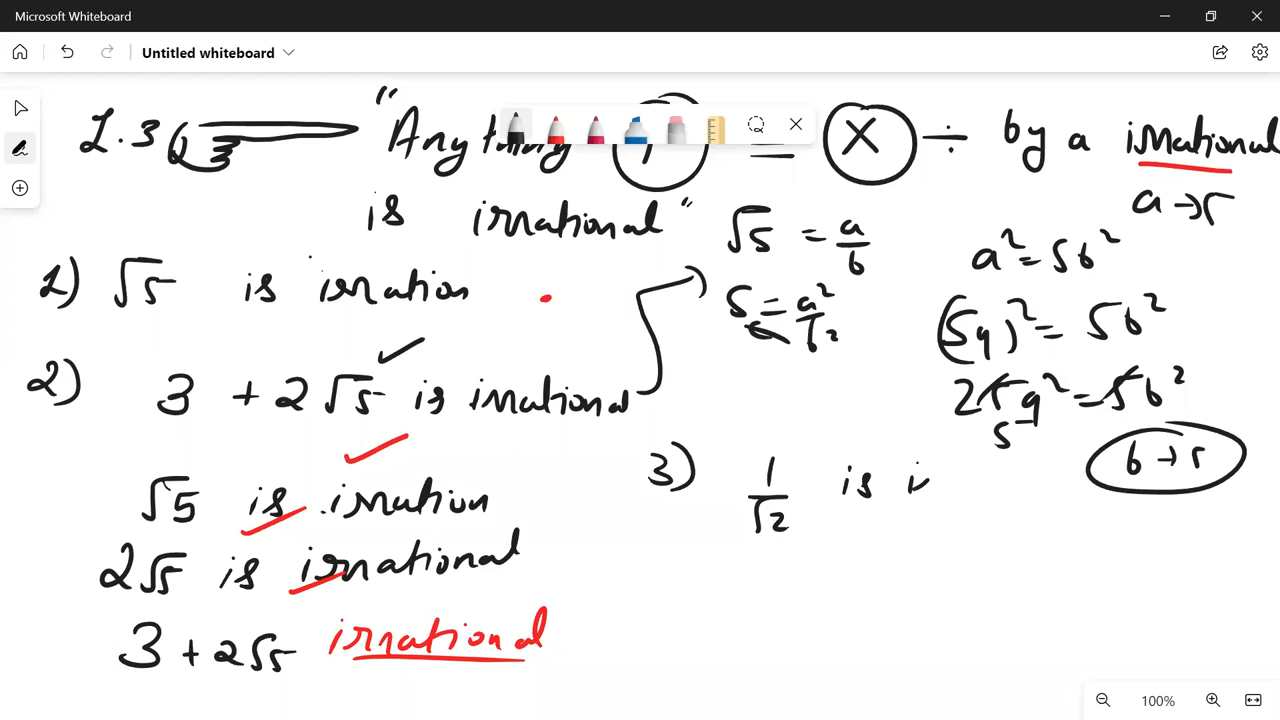 Microsoft Whiteboard
Untitled whiteboard
1.3 "Anything + - × ÷ by a irrational
is irrational"
a → 5
1) √5 is irration
√5 = a/b
5 = a²/b²
a² = 5b²
(5q)² = 5b²
25q² = 5b²
5
b → 5
2) 3 + 2√5 is irrational
√5 is irration
2√5 is irrational
3 + 2√5 irrational
3) 1/√2 is i
100%